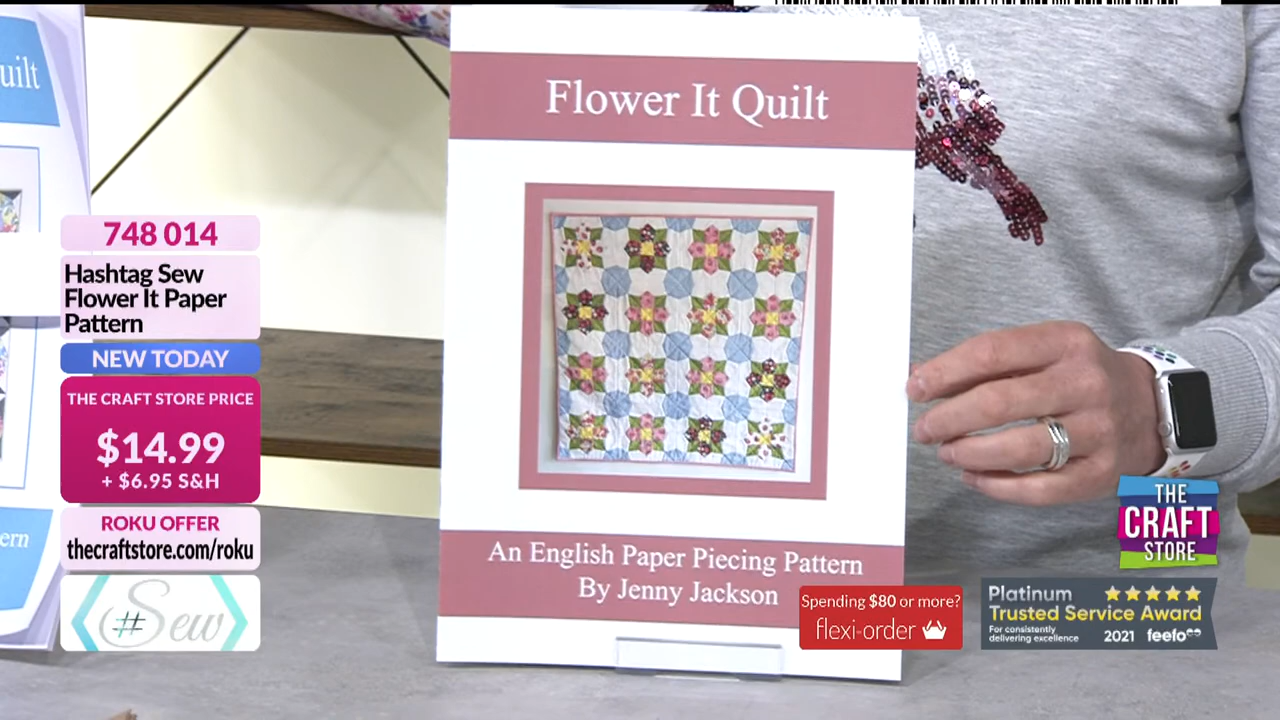 uilt
Flower It Quilt
748 014
Hashtag Sew
Flower It Paper
Pattern
NEW TODAY
THE CRAFT STORE PRICE
$14.99
+ $6.95 S&H
ROKU OFFER
thecraftstore.com/roku
#Sew
ern
An English Paper Piecing Pattern
By Jenny Jackson
THE
CRAFT
STORE
Spending $80 or more?
flexi-order
Platinum
Trusted Service Award
For consistently
delivering excellence
2021 feefo